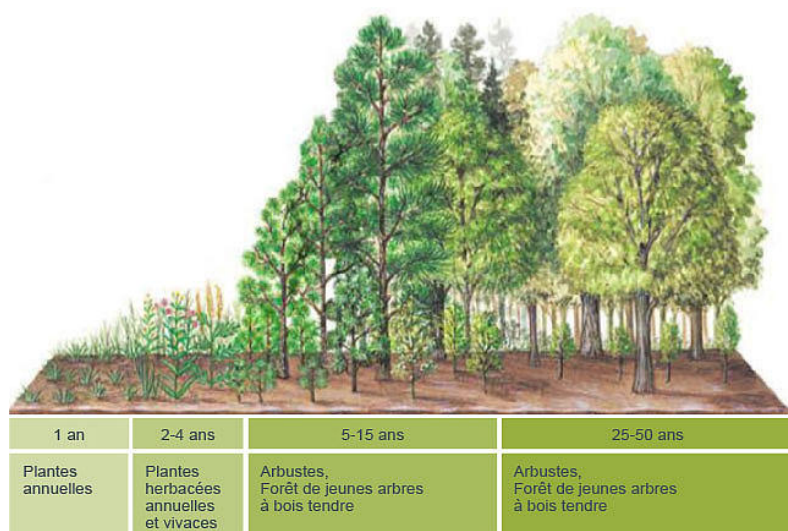 1 an
2-4 ans
5-15 ans
25-50 ans
Plantes
annuelles
Plantes
herbacées
annuelles
et vivaces
Arbustes,
Forêt de jeunes arbres
à bois tendre
Arbustes,
Forêt de jeunes arbres
à bois tendre